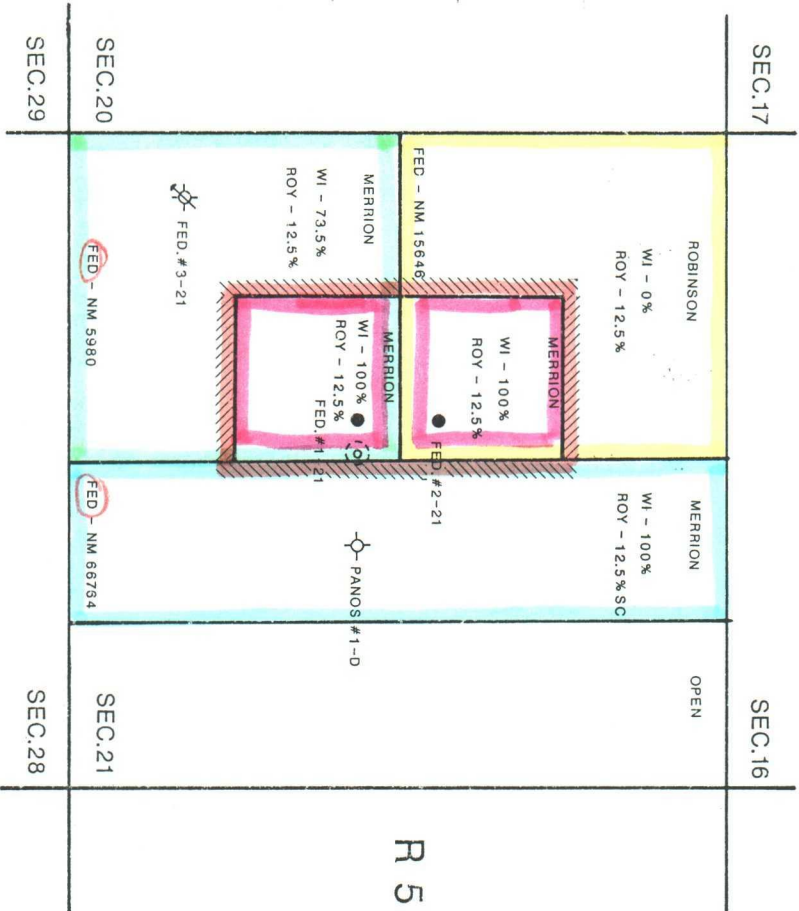 SEC.17
SEC.16
SEC.20
SEC.29
SEC.21
SEC.28
ROBINSON
WI - 0%
ROY - 12.5%
FED - NM 15646
MERRION
WI - 100%
ROY - 12.5%
FED. #2-21
MERRION
WI - 73.5%
ROY - 12.5%
FED. #3-21
FED - NM 5980
MERRION
WI - 100%
ROY - 12.5%
FED. #1-21
MERRION
WI - 100%
ROY - 12.5% SC
PANOS #1-D
FED - NM 66734
OPEN
R 5